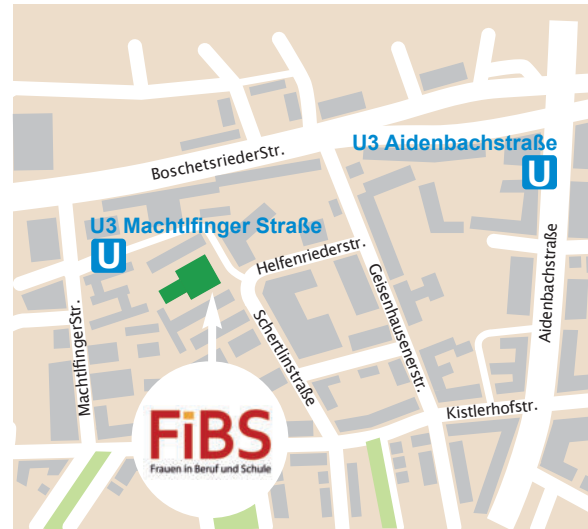 U3 Aidenbachstraße
U
BoschetsriederStr.
U3 Machtlfinger Straße
U
Helfenriederstr.
Geisenhausenerstr.
Aidenbachstraße
MachtlfingerStr.
Schertlinstraße
Kistlerhofstr.
FiBS
Frauen in Beruf und Schule